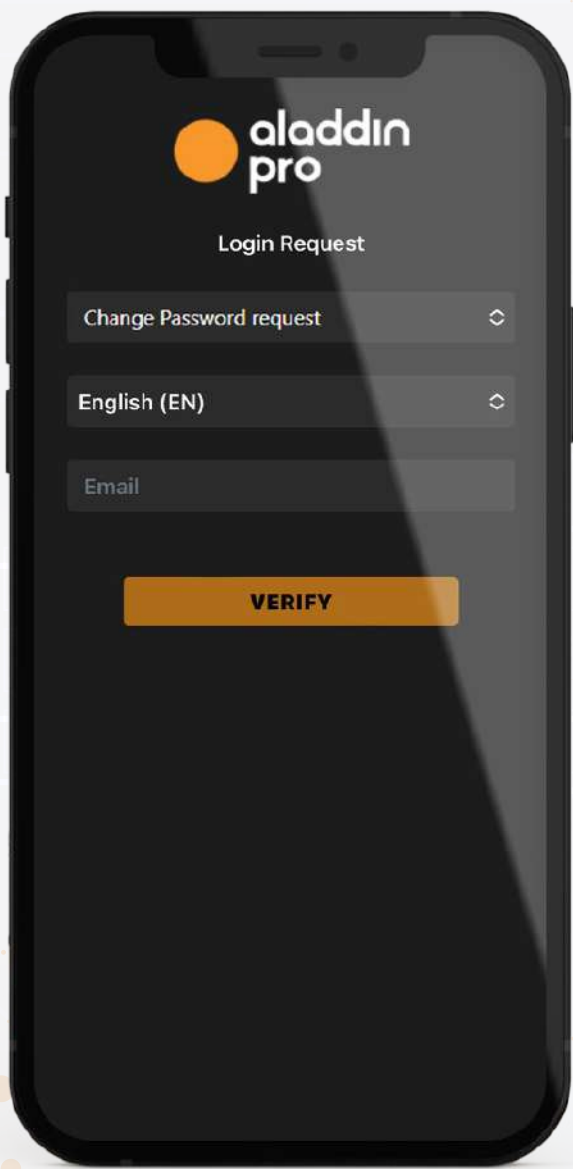 aladdin
pro
Login Request
Change Password request
English (EN)
Email
VERIFY